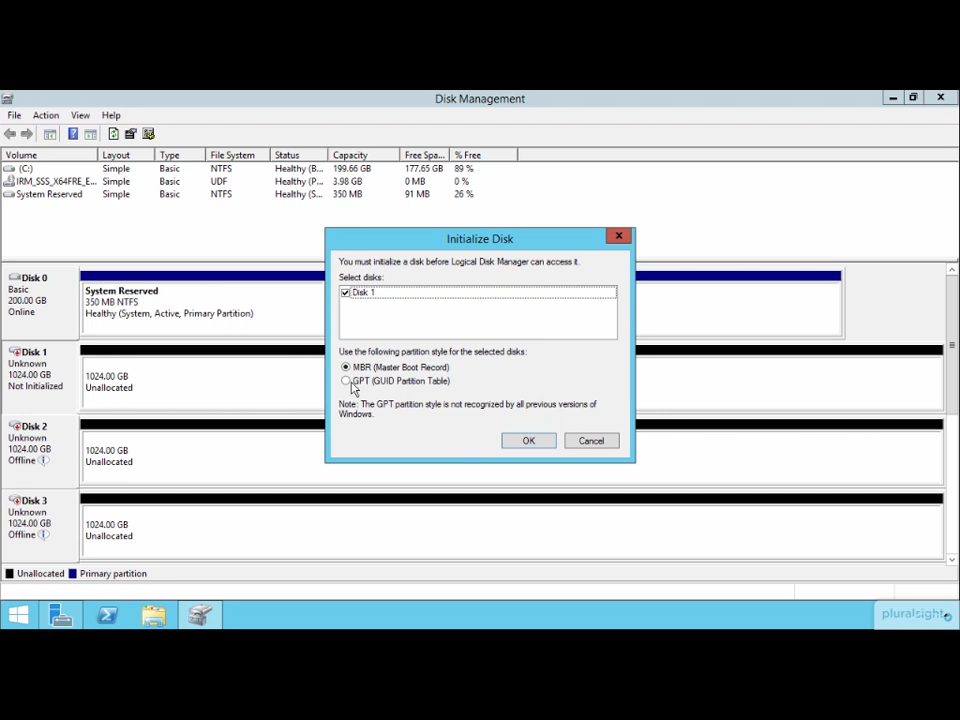 Disk Management
File Action View Help
Volume Layout Type File System Status Capacity Free Spa... % Free
(C:) Simple Basic NTFS Healthy (B... 199.66 GB 177.65 GB 89 %
IRM_SSS_X64FRE_E... Simple Basic UDF Healthy (P... 3.98 GB 0 MB 0 %
System Reserved Simple Basic NTFS Healthy (S... 350 MB 91 MB 26 %
Initialize Disk
You must initialize a disk before Logical Disk Manager can access it.
Select disks:
Disk 1
Use the following partition style for the selected disks:
MBR (Master Boot Record)
GPT (GUID Partition Table)
Note: The GPT partition style is not recognized by all previous versions of
Windows.
OK Cancel
Disk 0
Basic
200.00 GB
Online
System Reserved
350 MB NTFS
Healthy (System, Active, Primary Partition)
Disk 1
Unknown
1024.00 GB
Not Initialized
1024.00 GB
Unallocated
Disk 2
Unknown
1024.00 GB
Offline
1024.00 GB
Unallocated
Disk 3
Unknown
1024.00 GB
Offline
1024.00 GB
Unallocated
Unallocated Primary partition
pluralsight